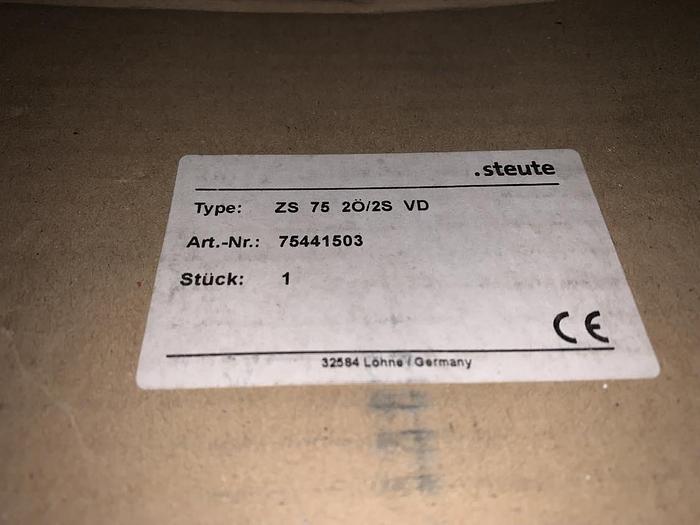 .steute
Type: ZS 75 2Ö/2S VD
Art.-Nr.: 75441503
Stück: 1
CE
32584 Löhne / Germany